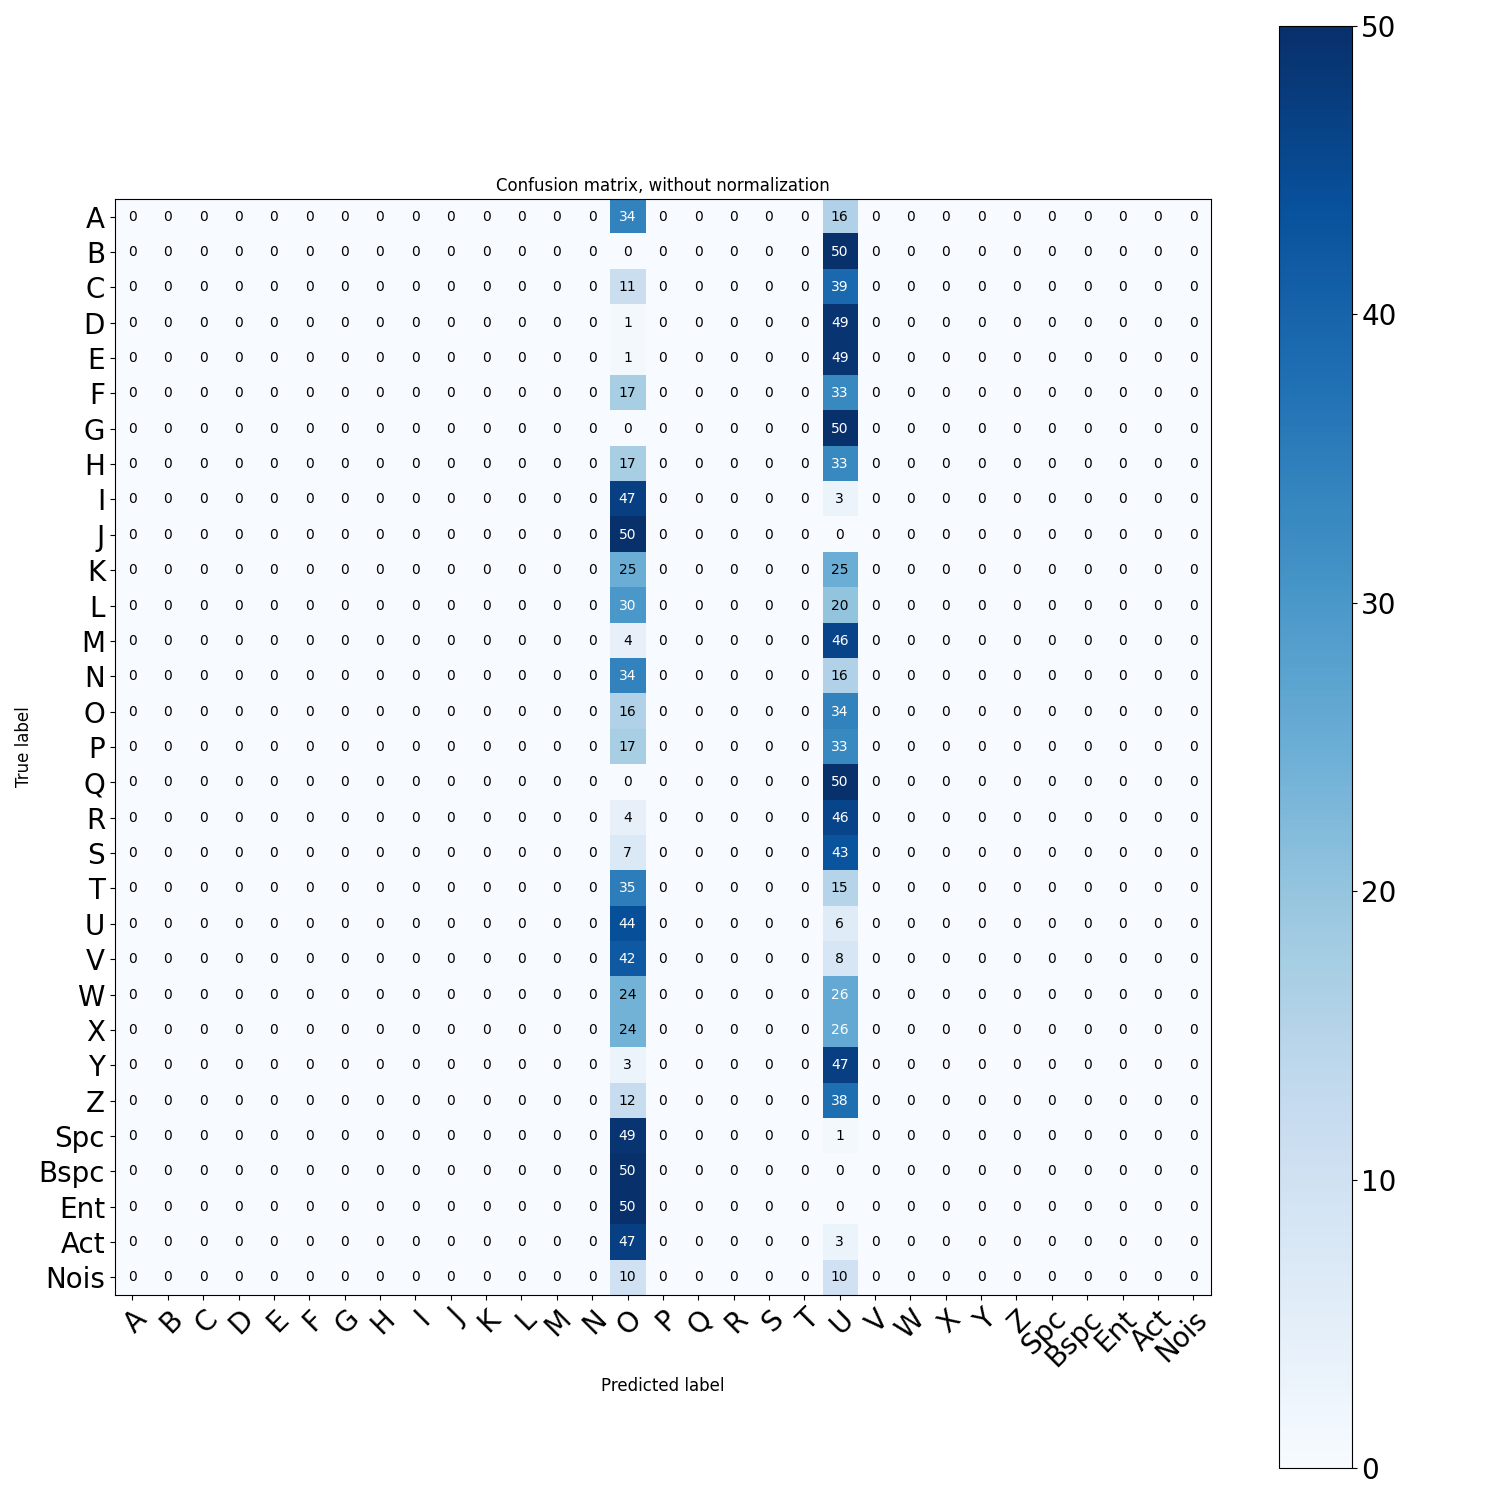 Confusion matrix, without normalization
A 0 0 0 0 0 0 0 0 0 0 0 0 0 0 34 0 0 0 0 0 16 0 0 0 0 0 0 0 0 0 0
B 0 0 0 0 0 0 0 0 0 0 0 0 0 0 0 0 0 0 0 0 50 0 0 0 0 0 0 0 0 0 0
C 0 0 0 0 0 0 0 0 0 0 0 0 0 0 11 0 0 0 0 0 39 0 0 0 0 0 0 0 0 0 0
D 0 0 0 0 0 0 0 0 0 0 0 0 0 0 1 0 0 0 0 0 49 0 0 0 0 0 0 0 0 0 0
E 0 0 0 0 0 0 0 0 0 0 0 0 0 0 1 0 0 0 0 0 49 0 0 0 0 0 0 0 0 0 0
F 0 0 0 0 0 0 0 0 0 0 0 0 0 0 17 0 0 0 0 0 33 0 0 0 0 0 0 0 0 0 0
G 0 0 0 0 0 0 0 0 0 0 0 0 0 0 0 0 0 0 0 0 50 0 0 0 0 0 0 0 0 0 0
H 0 0 0 0 0 0 0 0 0 0 0 0 0 0 17 0 0 0 0 0 33 0 0 0 0 0 0 0 0 0 0
I 0 0 0 0 0 0 0 0 0 0 0 0 0 0 47 0 0 0 0 0 3 0 0 0 0 0 0 0 0 0 0
J 0 0 0 0 0 0 0 0 0 0 0 0 0 0 50 0 0 0 0 0 0 0 0 0 0 0 0 0 0 0 0
K 0 0 0 0 0 0 0 0 0 0 0 0 0 0 25 0 0 0 0 0 25 0 0 0 0 0 0 0 0 0 0
L 0 0 0 0 0 0 0 0 0 0 0 0 0 0 30 0 0 0 0 0 20 0 0 0 0 0 0 0 0 0 0
M 0 0 0 0 0 0 0 0 0 0 0 0 0 0 4 0 0 0 0 0 46 0 0 0 0 0 0 0 0 0 0
N 0 0 0 0 0 0 0 0 0 0 0 0 0 0 34 0 0 0 0 0 16 0 0 0 0 0 0 0 0 0 0
O 0 0 0 0 0 0 0 0 0 0 0 0 0 0 16 0 0 0 0 0 34 0 0 0 0 0 0 0 0 0 0
P 0 0 0 0 0 0 0 0 0 0 0 0 0 0 17 0 0 0 0 0 33 0 0 0 0 0 0 0 0 0 0
Q 0 0 0 0 0 0 0 0 0 0 0 0 0 0 0 0 0 0 0 0 50 0 0 0 0 0 0 0 0 0 0
R 0 0 0 0 0 0 0 0 0 0 0 0 0 0 4 0 0 0 0 0 46 0 0 0 0 0 0 0 0 0 0
S 0 0 0 0 0 0 0 0 0 0 0 0 0 0 7 0 0 0 0 0 43 0 0 0 0 0 0 0 0 0 0
T 0 0 0 0 0 0 0 0 0 0 0 0 0 0 35 0 0 0 0 0 15 0 0 0 0 0 0 0 0 0 0
U 0 0 0 0 0 0 0 0 0 0 0 0 0 0 44 0 0 0 0 0 6 0 0 0 0 0 0 0 0 0 0
V 0 0 0 0 0 0 0 0 0 0 0 0 0 0 42 0 0 0 0 0 8 0 0 0 0 0 0 0 0 0 0
W 0 0 0 0 0 0 0 0 0 0 0 0 0 0 24 0 0 0 0 0 26 0 0 0 0 0 0 0 0 0 0
X 0 0 0 0 0 0 0 0 0 0 0 0 0 0 24 0 0 0 0 0 26 0 0 0 0 0 0 0 0 0 0
Y 0 0 0 0 0 0 0 0 0 0 0 0 0 0 3 0 0 0 0 0 47 0 0 0 0 0 0 0 0 0 0
Z 0 0 0 0 0 0 0 0 0 0 0 0 0 0 12 0 0 0 0 0 38 0 0 0 0 0 0 0 0 0 0
Spc 0 0 0 0 0 0 0 0 0 0 0 0 0 0 49 0 0 0 0 0 1 0 0 0 0 0 0 0 0 0 0
Bspc 0 0 0 0 0 0 0 0 0 0 0 0 0 0 50 0 0 0 0 0 0 0 0 0 0 0 0 0 0 0 0
Ent 0 0 0 0 0 0 0 0 0 0 0 0 0 0 50 0 0 0 0 0 0 0 0 0 0 0 0 0 0 0 0
Act 0 0 0 0 0 0 0 0 0 0 0 0 0 0 47 0 0 0 0 0 3 0 0 0 0 0 0 0 0 0 0
Nois 0 0 0 0 0 0 0 0 0 0 0 0 0 0 10 0 0 0 0 0 10 0 0 0 0 0 0 0 0 0 0
A B C D E F G H I J K L M N O P Q R S T U V W X Y Z Spc Bspc Ent Act Nois
True label
Predicted label
50
40
30
20
10
0